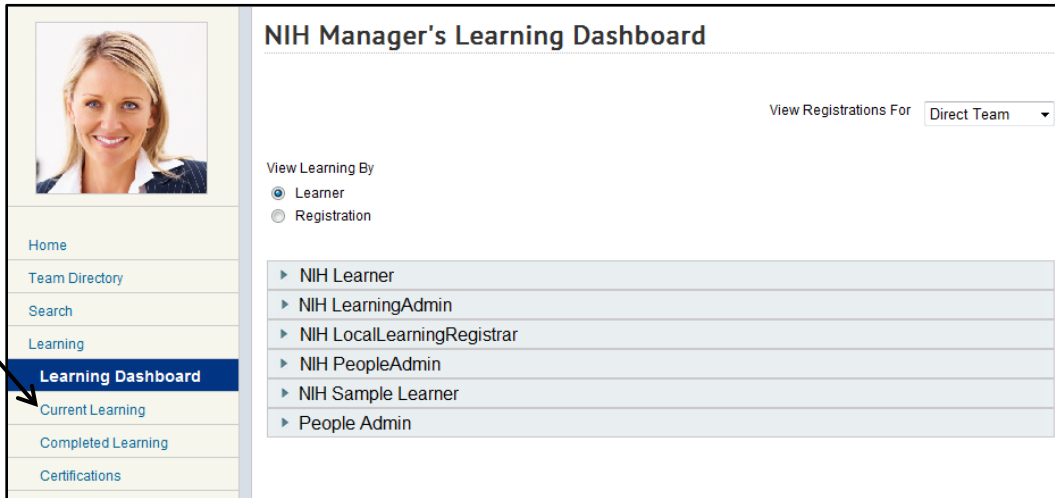 NIH Manager's Learning Dashboard
View Registrations For Direct Team
View Learning By
Learner
Registration
Home
Team Directory
Search
Learning
Learning Dashboard
Current Learning
Completed Learning
Certifications
NIH Learner
NIH LearningAdmin
NIH LocalLearningRegistrar
NIH PeopleAdmin
NIH Sample Learner
People Admin